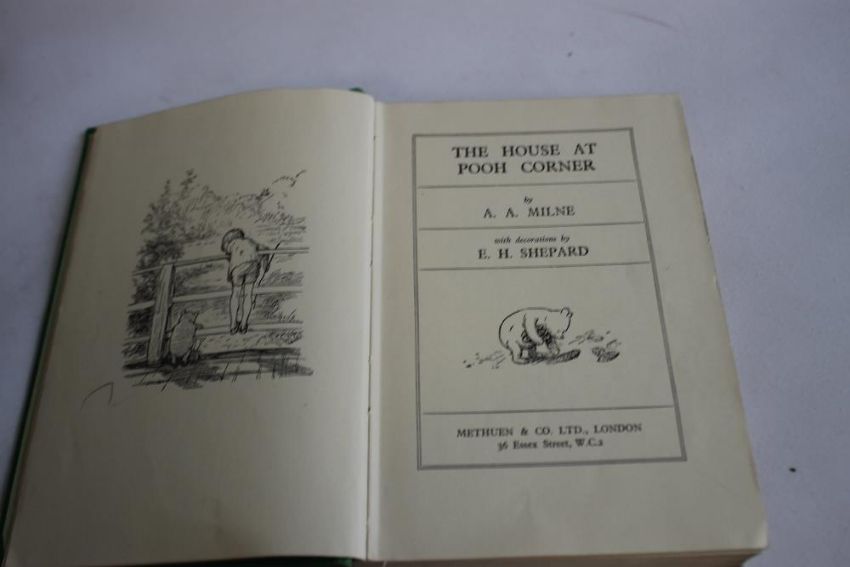 THE HOUSE AT
POOH CORNER
by
A. A. MILNE
with decorations by
E. H. SHEPARD
METHUEN & CO. LTD., LONDON
36 Essex Street, W.C.2